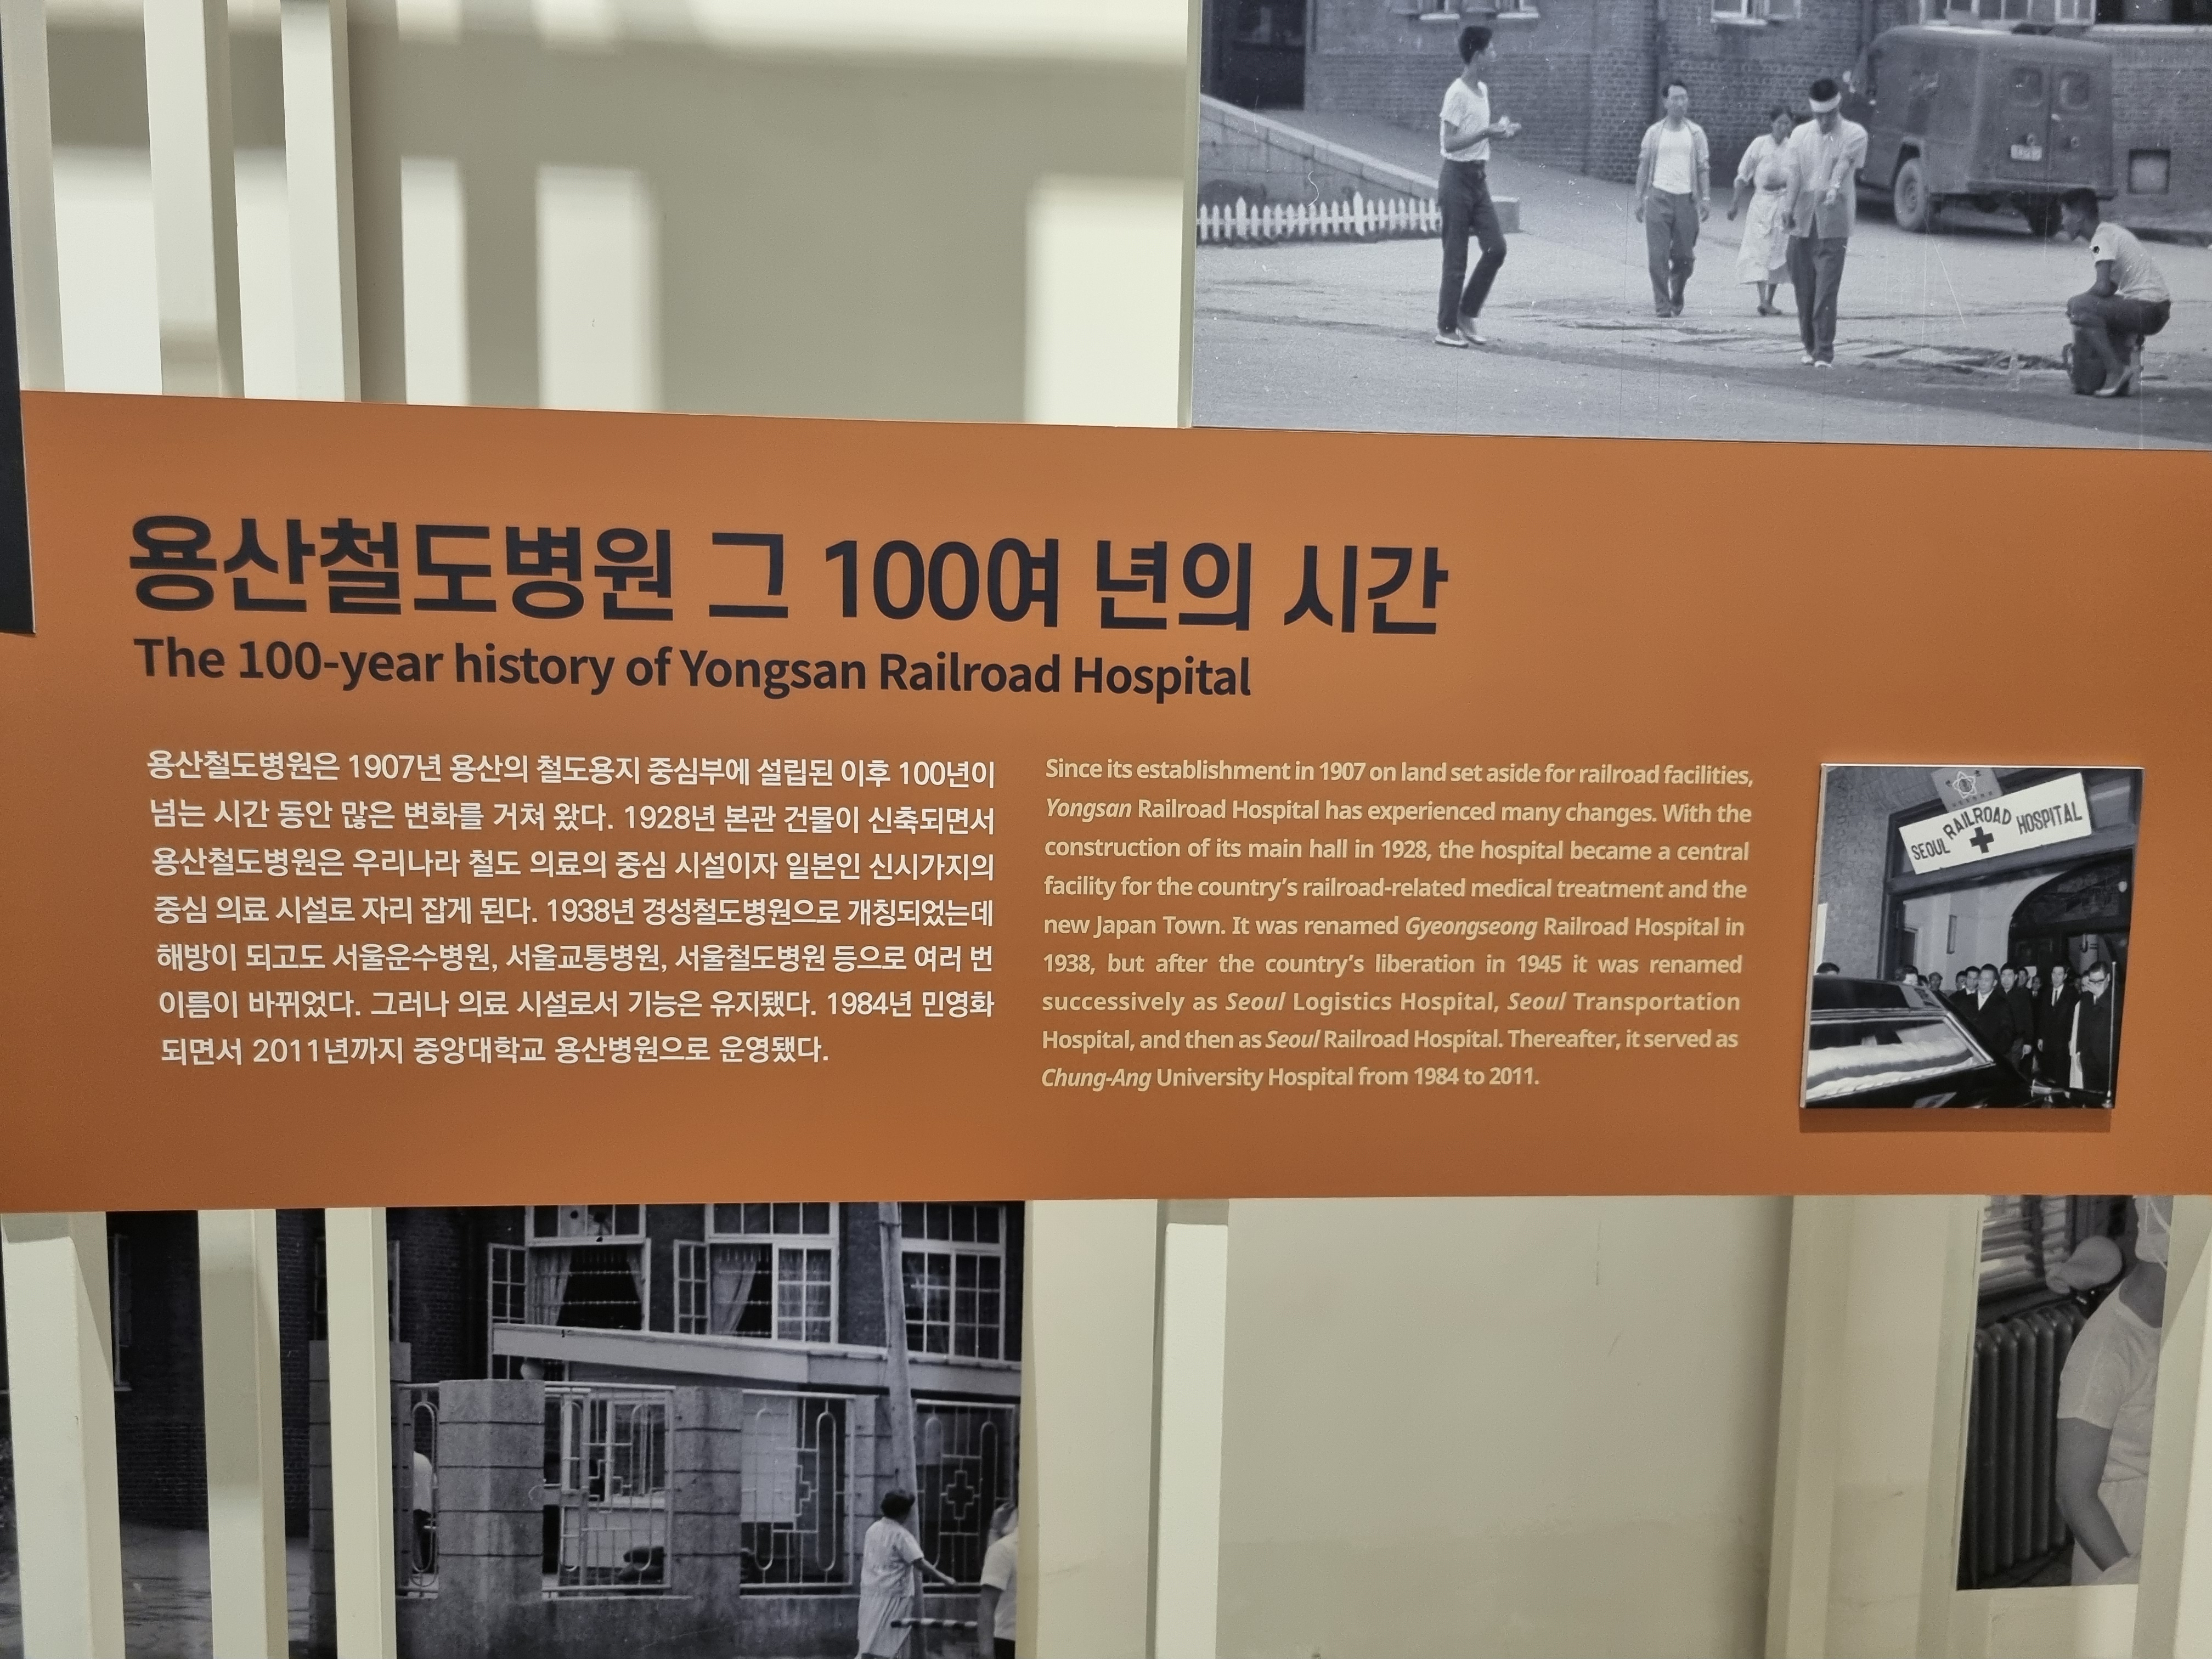 용산철도병원 그 100여 년의 시간
The 100-year history of Yongsan Railroad Hospital
용산철도병원은 1907년 용산의 철도용지 중심부에 설립된 이후 100년이
넘는 시간 동안 많은 변화를 거쳐 왔다. 1928년 본관 건물이 신축되면서
용산철도병원은 우리나라 철도 의료의 중심 시설이자 일본인 신시가지의
중심 의료 시설로 자리 잡게 된다. 1938년 경성철도병원으로 개칭되었는데
해방이 되고도 서울운수병원, 서울교통병원, 서울철도병원 등으로 여러 번
이름이 바뀌었다. 그러나 의료 시설로서 기능은 유지됐다. 1984년 민영화
되면서 2011년까지 중앙대학교 용산병원으로 운영됐다.
Since its establishment in 1907 on land set aside for railroad facilities,
Yongsan Railroad Hospital has experienced many changes. With the
construction of its main hall in 1928, the hospital became a central
facility for the country's railroad-related medical treatment and the
new Japan Town. It was renamed Gyeongseong Railroad Hospital in
1938, but after the country's liberation in 1945 it was renamed
successively as Seoul Logistics Hospital, Seoul Transportation
Hospital, and then as Seoul Railroad Hospital. Thereafter, it served as
Chung-Ang University Hospital from 1984 to 2011.
SEOUL RAILROAD HOSPITAL